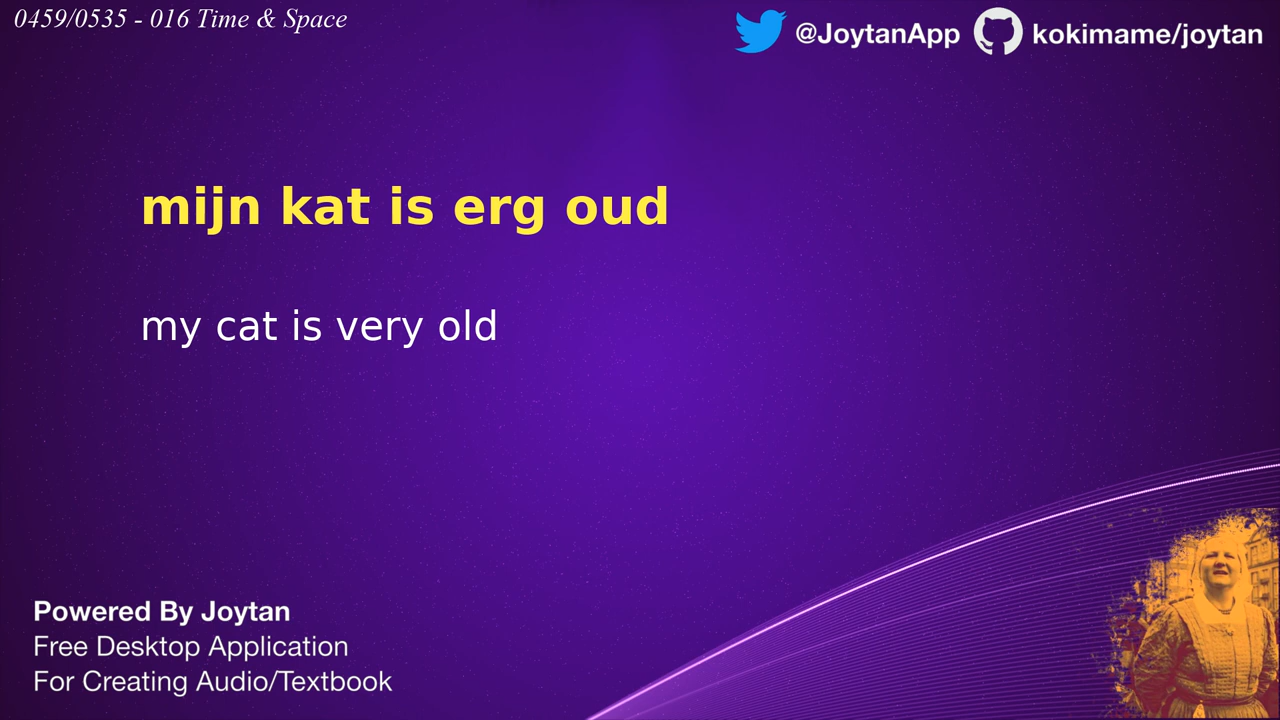 0459/0535 - 016 Time & Space
@JoytanApp kokimame/joytan
mijn kat is erg oud
my cat is very old
Powered By Joytan
Free Desktop Application
For Creating Audio/Textbook